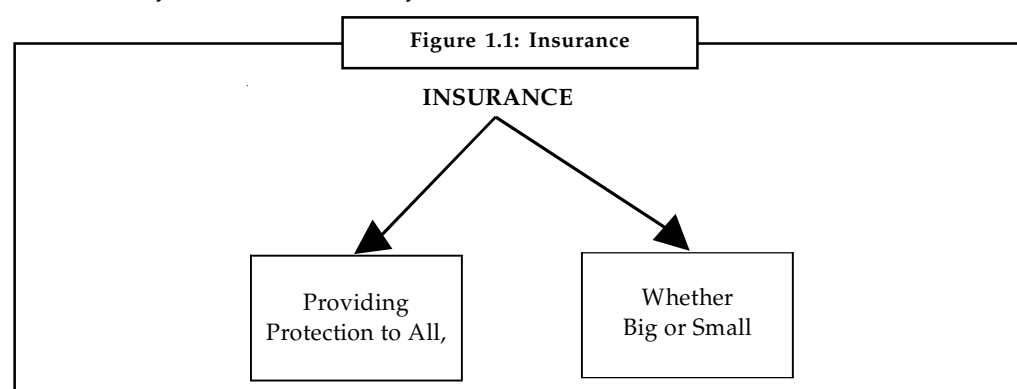 Figure 1.1: Insurance
INSURANCE
Providing
Protection to All,
Whether
Big or Small